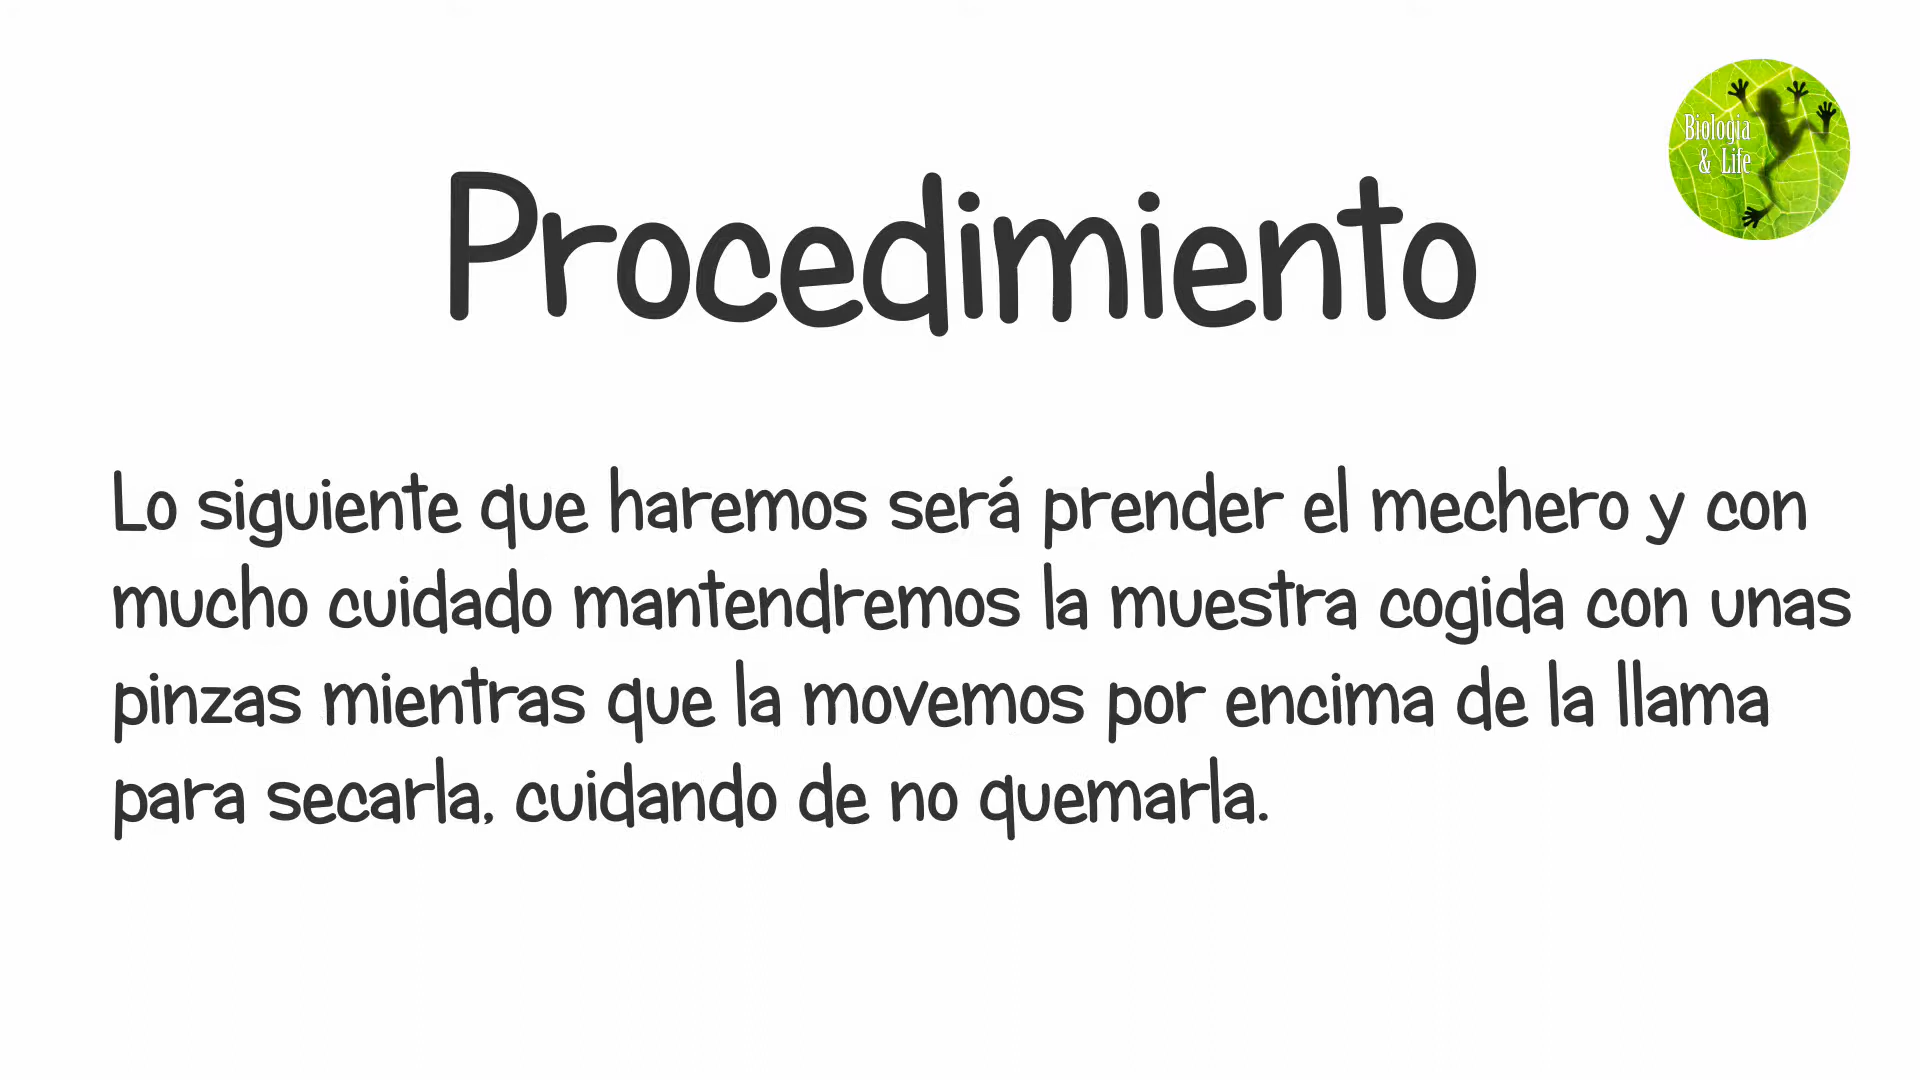 Biologia
& Life
Procedimiento
Lo siguiente que haremos será prender el mechero y con
mucho cuidado mantendremos la muestra cogida con unas
pinzas mientras que la movemos por encima de la llama
para secarla, cuidando de no quemarla.